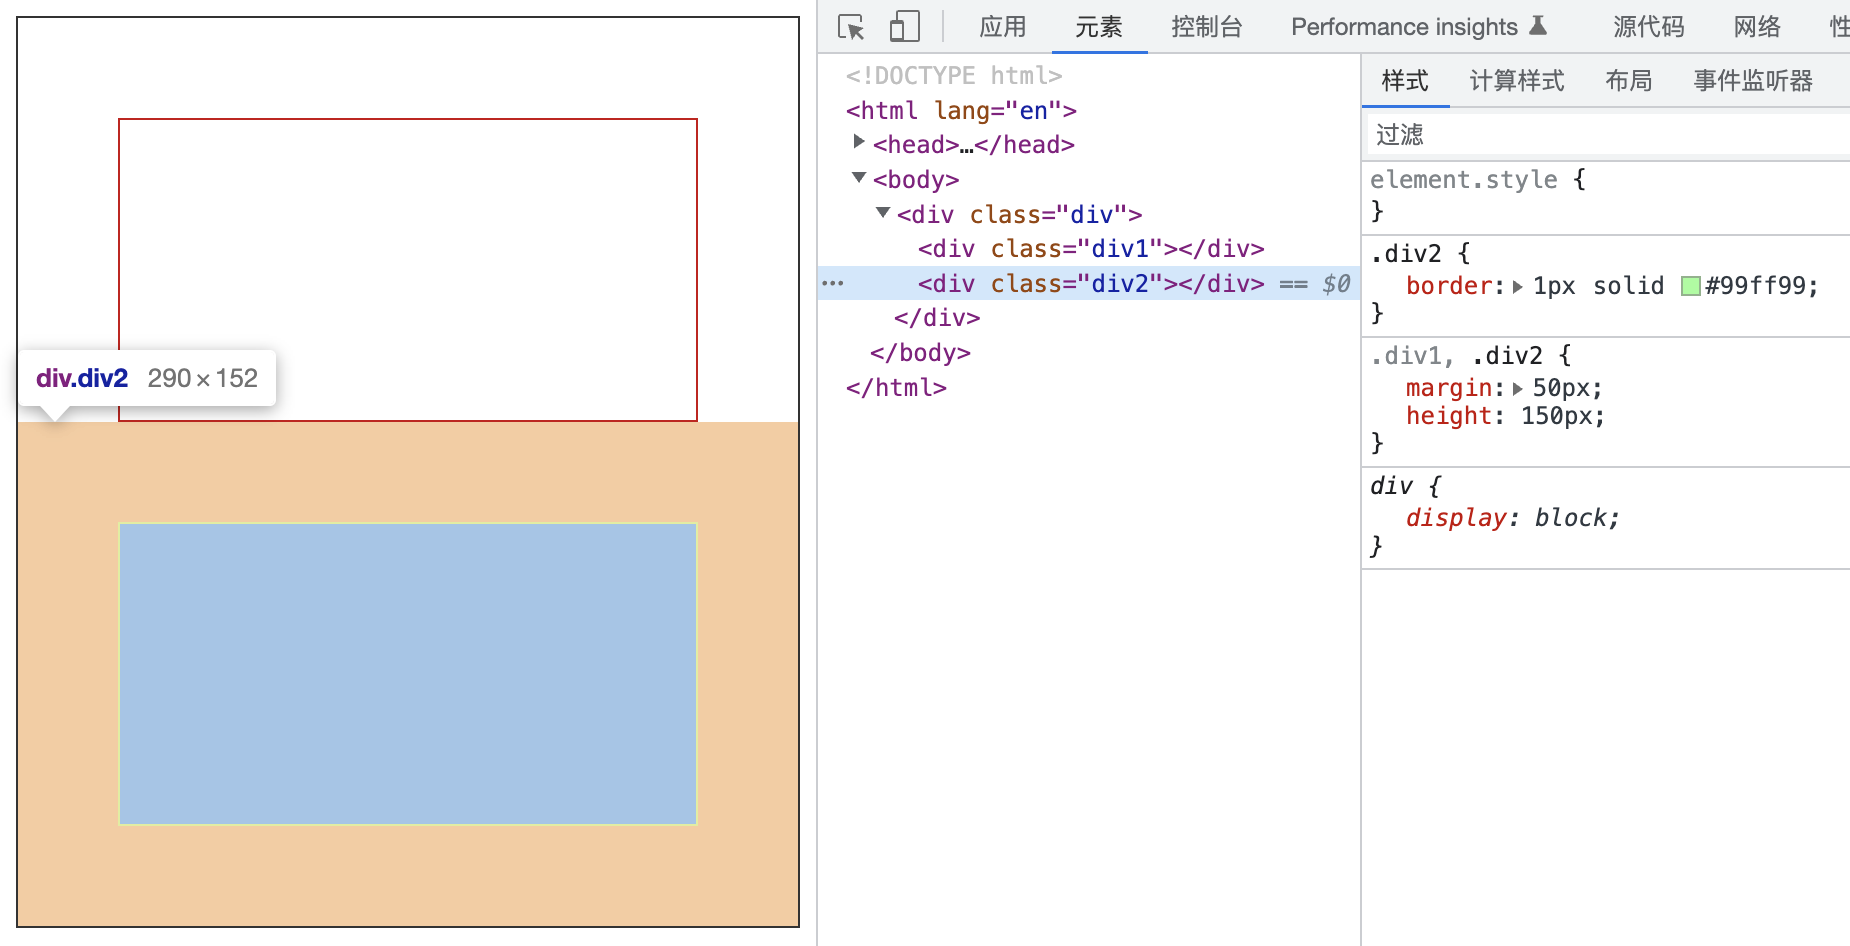 应用 元素 控制台 Performance insights 源代码 网络 性
<!DOCTYPE html>
<html lang="en">
<head>…</head>
<body>
<div class="div">
<div class="div1"></div>
<div class="div2"></div> == $0
</div>
</body>
</html>
div.div2 290×152
样式 计算样式 布局 事件监听器
过滤
element.style {
}
.div2 {
border: 1px solid #99ff99;
}
.div1, .div2 {
margin: 50px;
height: 150px;
}
div {
display: block;
}